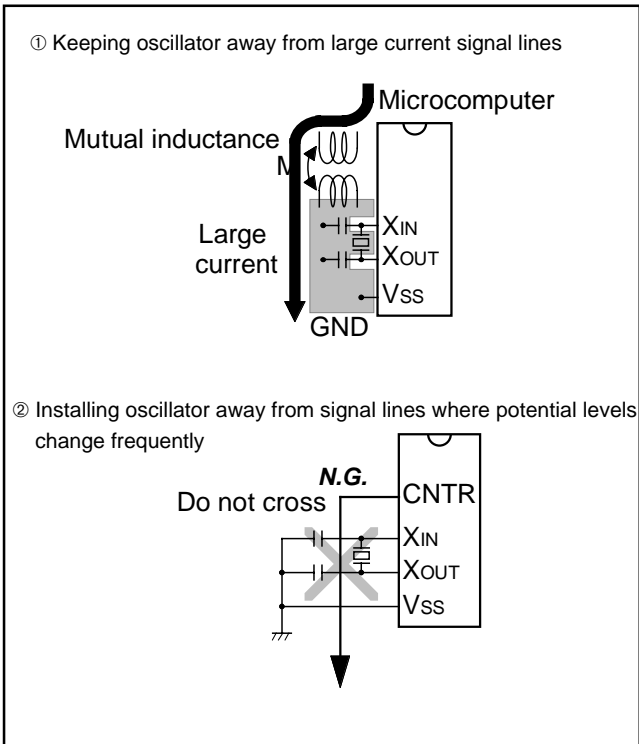 ① Keeping oscillator away from large current signal lines
Microcomputer
Mutual inductance
M
XIN
Large
current
XOUT
VSS
GND
② Installing oscillator away from signal lines where potential levels
change frequently
N.G.
Do not cross
CNTR
XIN
XOUT
VSS